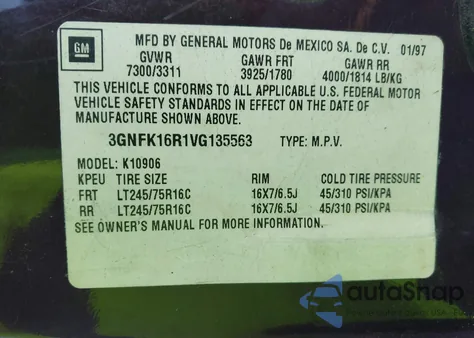 GM
MFD BY GENERAL MOTORS De MEXICO SA. De C.V. 01/97
GVWR GAWR FRT GAWR RR
7300/3311 3925/1780 4000/1814 LB/KG
THIS VEHICLE CONFORMS TO ALL APPLICABLE U.S. FEDERAL MOTOR
VEHICLE SAFETY STANDARDS IN EFFECT ON THE DATE OF
MANUFACTURE SHOWN ABOVE.
3GNFK16R1VG135563 TYPE: M.P.V.
MODEL: K10906
KPEU TIRE SIZE RIM COLD TIRE PRESSURE
FRT LT245/75R16C 16X7/6.5J 45/310 PSI/KPA
RR LT245/75R16C 16X7/6.5J 45/310 PSI/KPA
SEE OWNER'S MANUAL FOR MORE INFORMATION.
autoSnap